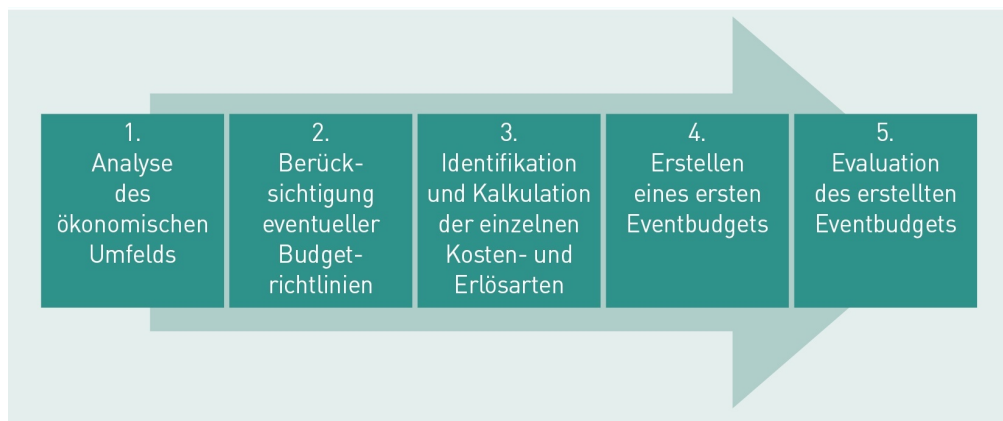 1.
Analyse
des
ökonomischen
Umfelds
2.
Berück-
sichtigung
eventueller
Budget-
richtlinien
3.
Identifikation
und Kalkulation
der einzelnen
Kosten- und
Erlösarten
4.
Erstellen
eines ersten
Eventbudgets
5.
Evaluation
des erstellten
Eventbudgets